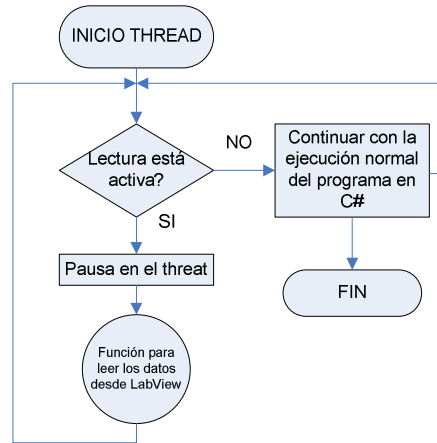 INICIO THREAD
Lectura está
activa?
NO
Continuar con la
ejecución normal
del programa en
C#
SI
Pausa en el threat
FIN
Función para
leer los datos
desde LabView